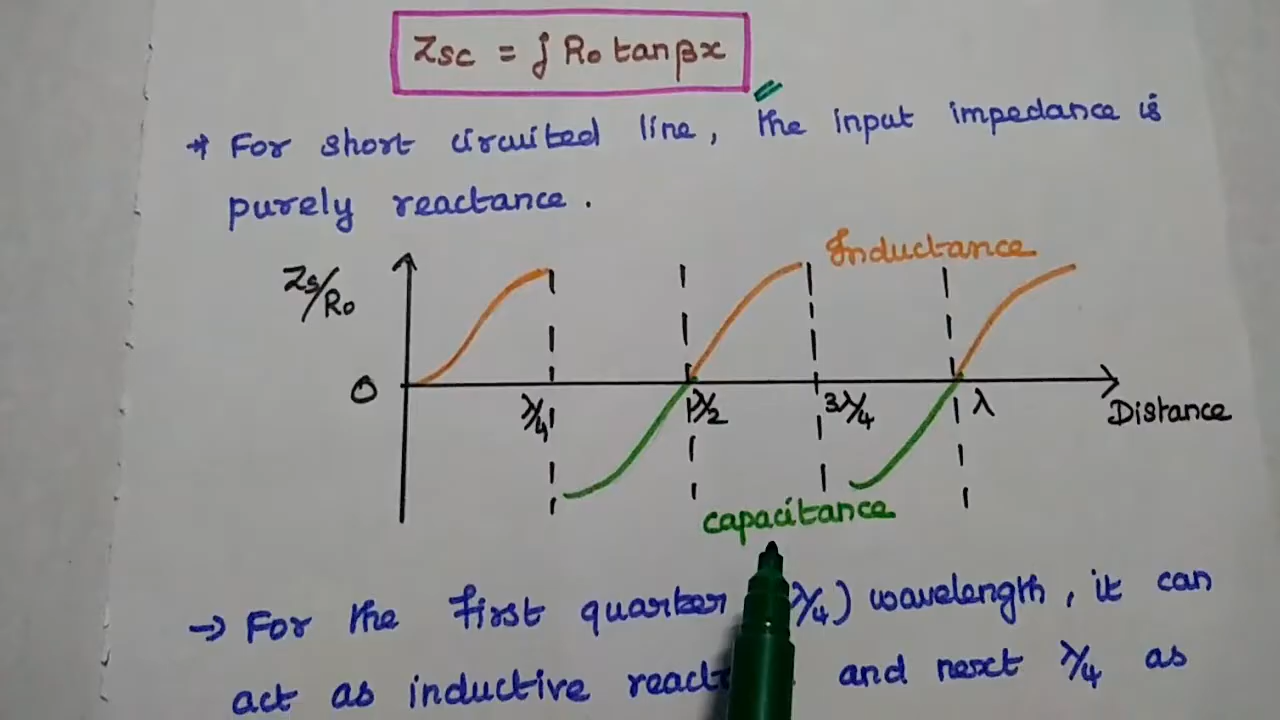 Zsc = j R₀ tanβx
* For short circuited line, the input impedance is
purely reactance.
Inductance
Zs/R₀
0
λ/4 λ/2 3λ/4 λ
Distance
capacitance
→ For the first quarter λ/4) wavelength, it can
act as inductive and next λ/4 as